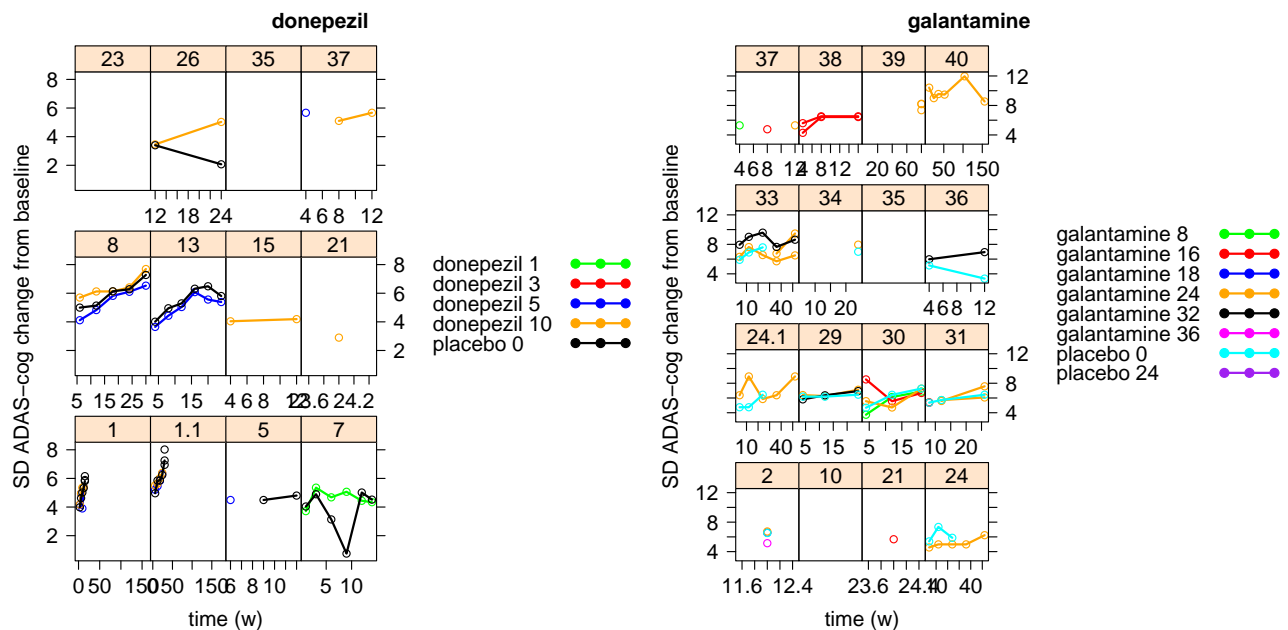 donepezil
SD ADAS−cog change from baseline
23 26 35 37
8
6
4
2
12 18 24 4 6 8 12
8 13 15 21
8
6
4
2
5 15 25 5 15 4 6 8 12 23.6 24.2
1 1.1 5 7
8
6
4
2
0 50 150 0 50 150 6 8 10 5 10
time (w)
donepezil 1
donepezil 3
donepezil 5
donepezil 10
placebo 0
galantamine
SD ADAS−cog change from baseline
37 38 39 40
12
8
4
4 6 8 12 4 8 12 20 60 50 150
33 34 35 36
12
8
4
10 40 10 20 4 6 8 12
24.1 29 30 31
12
8
4
10 40 5 15 5 15 10 20
2 10 21 24
12
8
4
11.6 12.4 23.6 24.4 10 40
time (w)
galantamine 8
galantamine 16
galantamine 18
galantamine 24
galantamine 32
galantamine 36
placebo 0
placebo 24